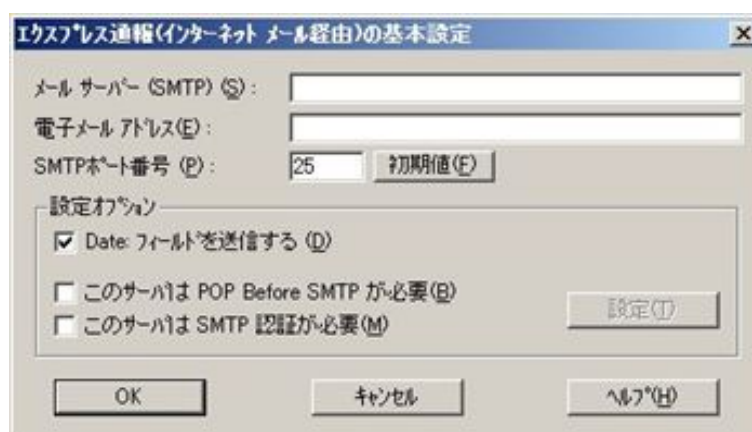 ｴｸｽﾌﾟﾚｽ通報(ｲﾝﾀｰﾈｯﾄ ﾒｰﾙ経由)の基本設定
ﾒｰﾙ ｻｰﾊﾞｰ (SMTP) (S) :
電子ﾒｰﾙ ｱﾄﾞﾚｽ(E) :
SMTPﾎﾟｰﾄ番号 (P) : 25 初期値(F)
設定ｵﾌﾟｼｮﾝ
Date: ﾌｨｰﾙﾄﾞを送信する (D)
このｻｰﾊﾞは POP Before SMTP が必要(B)
このｻｰﾊﾞは SMTP 認証が必要(M)
設定(T)
OK ｷｬﾝｾﾙ ﾍﾙﾌﾟ(H)